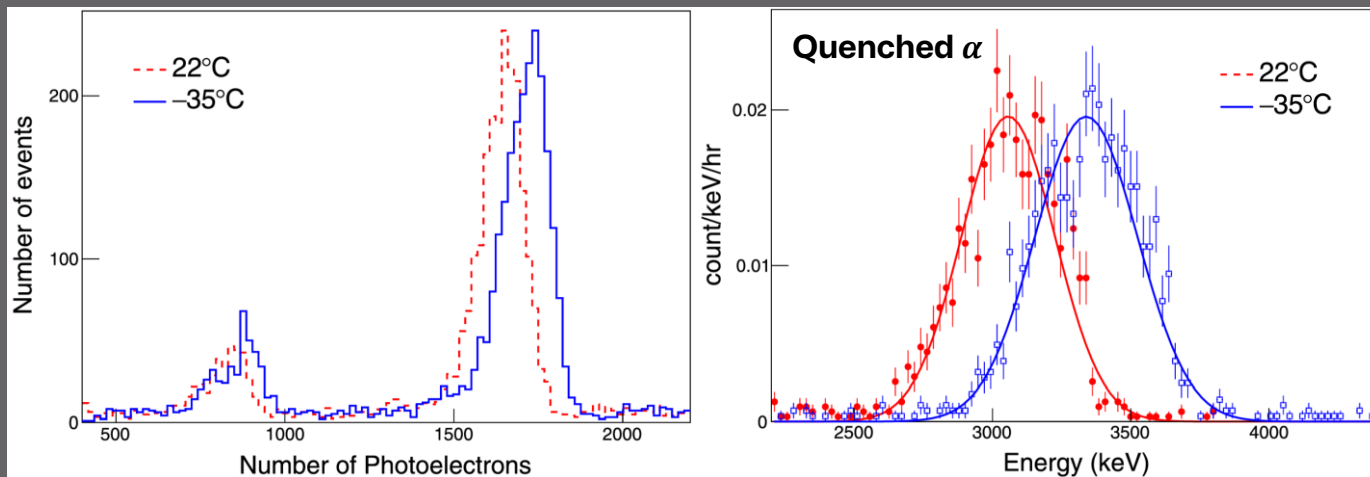 Number of events
200
100
0
22°C
–35°C
500
1000
1500
2000
Number of Photoelectrons
Quenched α
count/keV/hr
0.02
0.01
0
22°C
–35°C
2500
3000
3500
4000
Energy (keV)